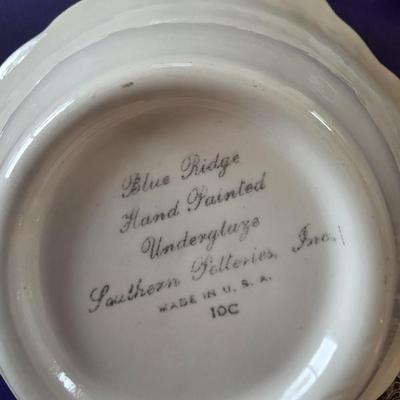 Blue Ridge
Hand Painted
Underglaze
Southern Potteries, Inc.
MADE IN U. S. A.
10C